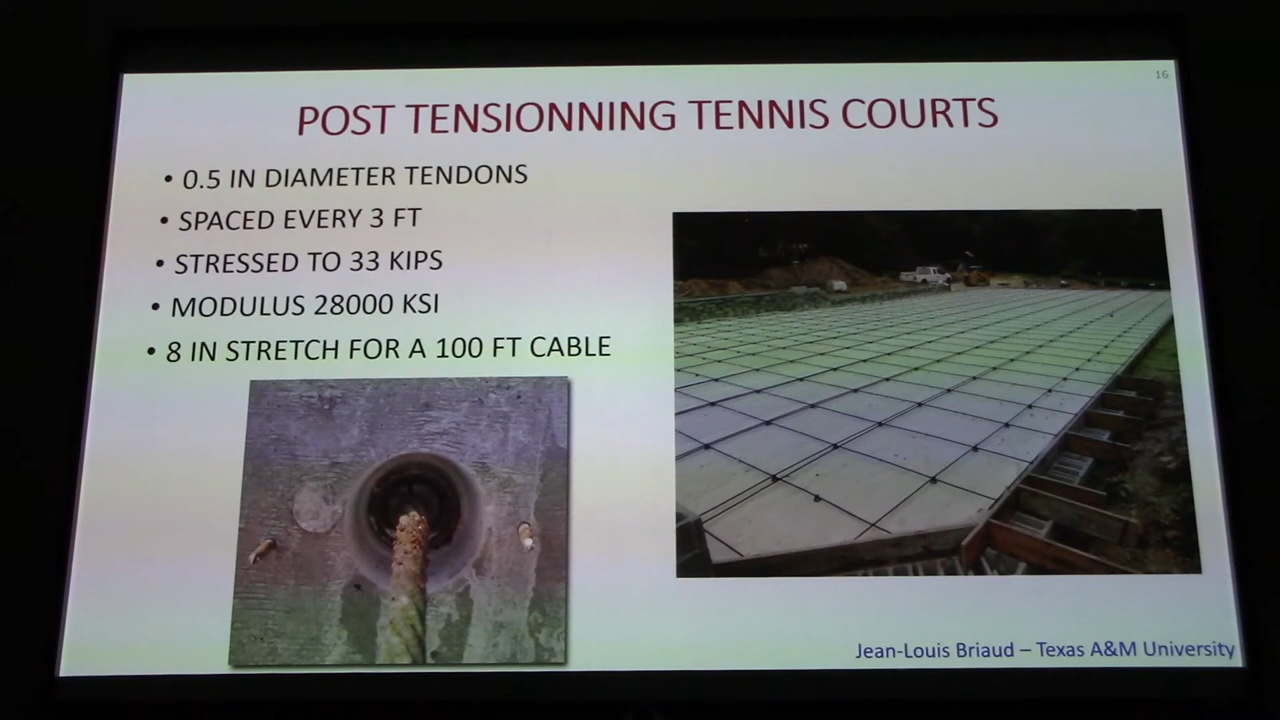 16
POST TENSIONNING TENNIS COURTS
• 0.5 IN DIAMETER TENDONS
• SPACED EVERY 3 FT
• STRESSED TO 33 KIPS
• MODULUS 28000 KSI
• 8 IN STRETCH FOR A 100 FT CABLE
Jean-Louis Briaud – Texas A&M University